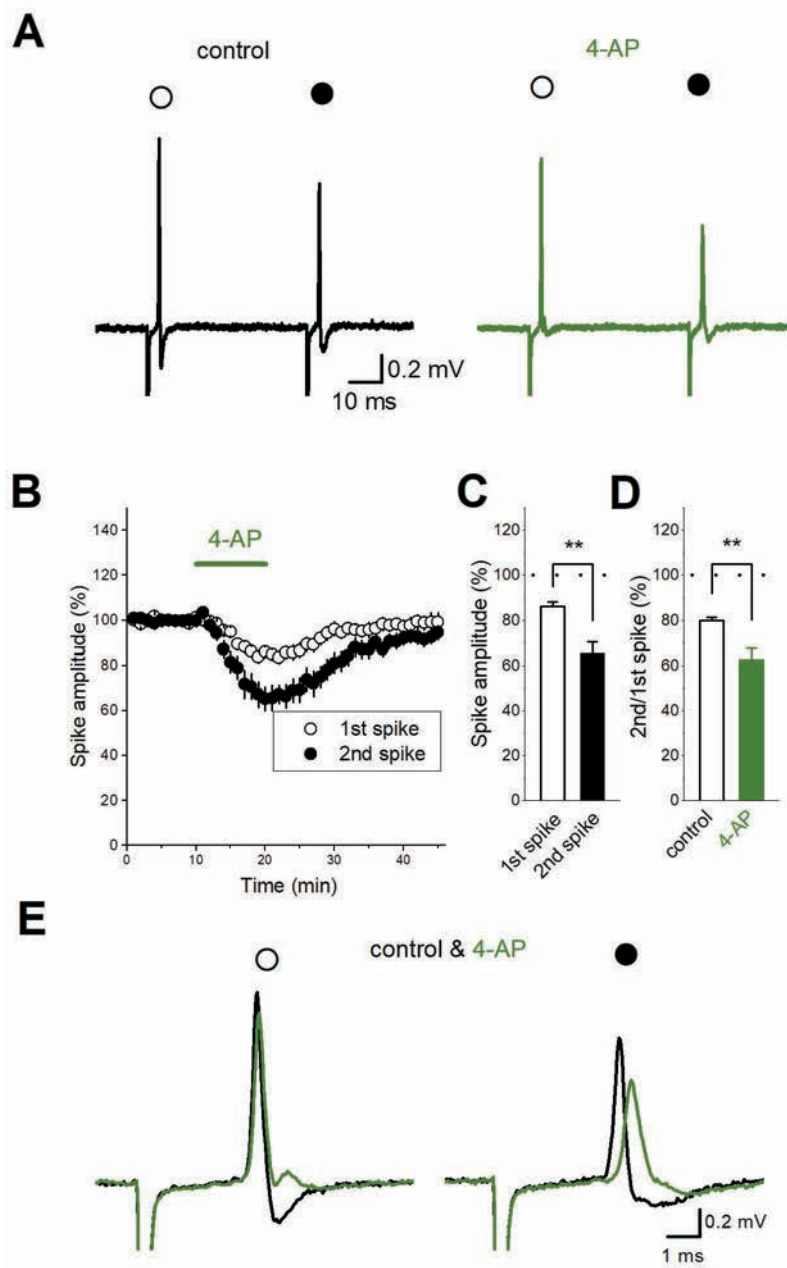 A
control
4-AP
0.2 mV
10 ms
B
C
D
4-AP
Spike amplitude (%)
140
120
100
80
60
40
20
0
0
10
20
30
40
Time (min)
1st spike
2nd spike
Spike amplitude (%)
120
100
80
60
40
20
0
**
1st spike
2nd spike
2nd/1st spike (%)
120
100
80
60
40
20
0
**
control
4-AP
E
control & 4-AP
0.2 mV
1 ms